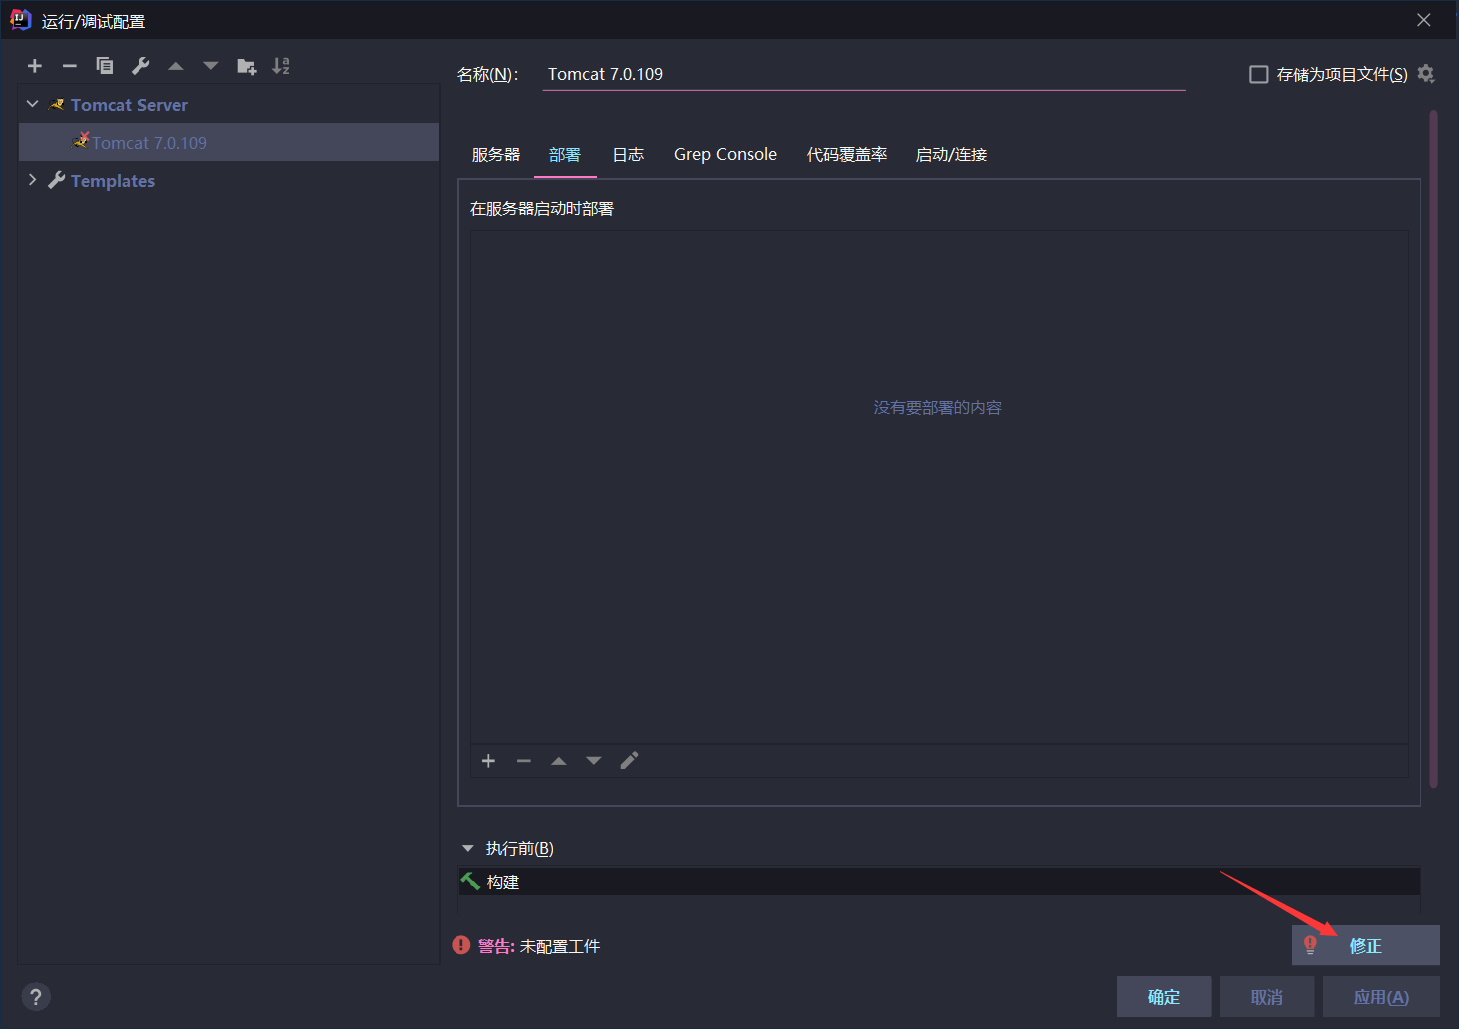 运行/调试配置
名称(N):
Tomcat 7.0.109
存储为项目文件(S)
Tomcat Server
Tomcat 7.0.109
Templates
服务器 部署 日志 Grep Console 代码覆盖率 启动/连接
在服务器启动时部署
没有要部署的内容
执行前(B)
构建
警告: 未配置工件
修正
确定 取消 应用(A)